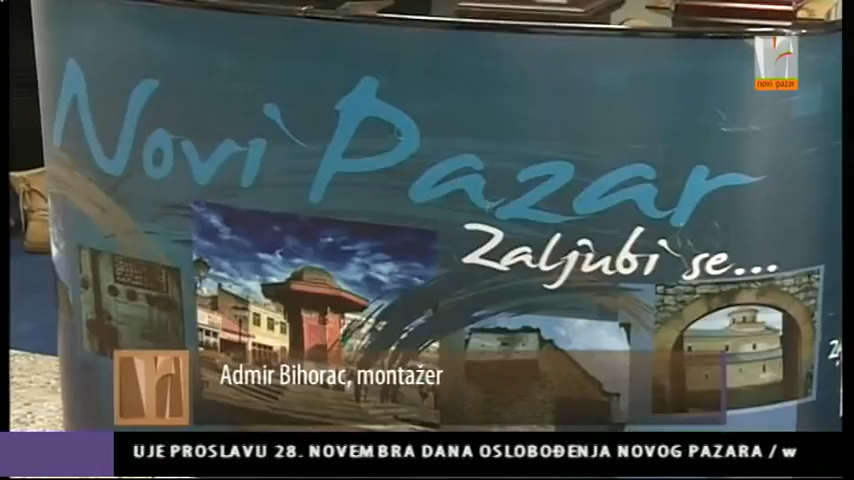 novi pazar
Novi Pazar
Zaljubi se...
Admir Bihorac, montažer
UJE PROSLAVU 28. NOVEMBRA DANA OSLOBOĐENJA NOVOG PAZARA / w